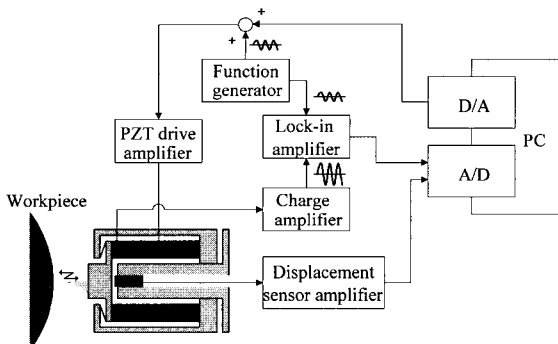 +
+
Function
generator
D/A
PZT drive
amplifier
Lock-in
amplifier
PC
A/D
Charge
amplifier
Workpiece
Displacement
sensor amplifier